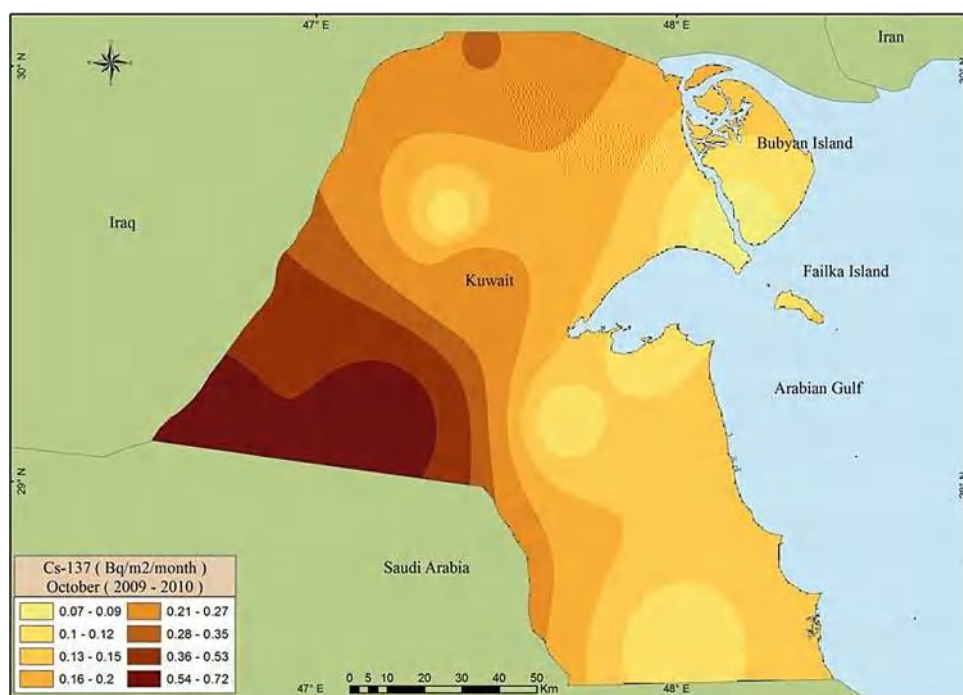 47° E
48° E
Iran
30° N
30° N
Bubyan Island
Iraq
Failka Island
Kuwait
Arabian Gulf
29° N
29° N
Saudi Arabia
Cs-137 ( Bq/m2/month )
October ( 2009 - 2010 )
0.07 - 0.09
0.21 - 0.27
0.1 - 0.12
0.28 - 0.35
0.13 - 0.15
0.36 - 0.53
0.16 - 0.2
0.54 - 0.72
0 5 10 20 30 40 50
Km
47° E
48° E